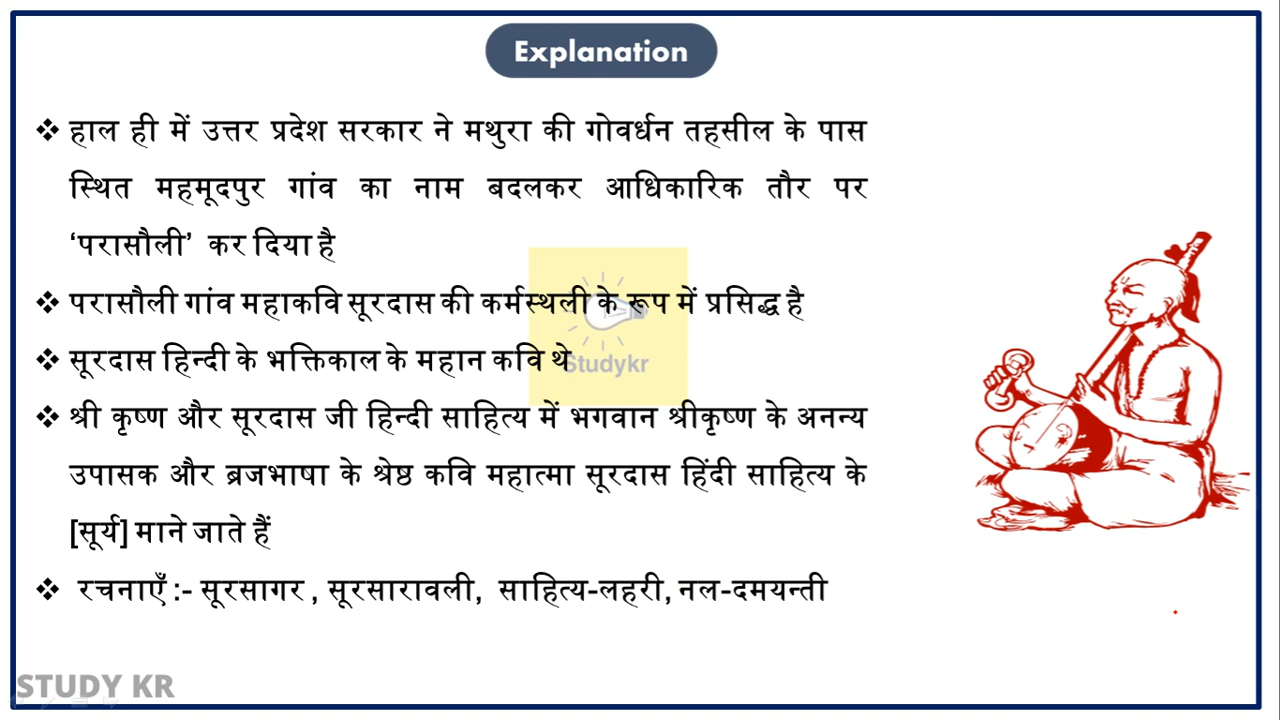 Explanation
❖ हाल ही में उत्तर प्रदेश सरकार ने मथुरा की गोवर्धन तहसील के पास
स्थित महमूदपुर गांव का नाम बदलकर आधिकारिक तौर पर
‘परासौली’ कर दिया है
❖ परासौली गांव महाकवि सूरदास की कर्मस्थली के रूप में प्रसिद्ध है
❖ सूरदास हिन्दी के भक्तिकाल के महान कवि थे
Studykr
❖ श्री कृष्ण और सूरदास जी हिन्दी साहित्य में भगवान श्रीकृष्ण के अनन्य
उपासक और ब्रजभाषा के श्रेष्ठ कवि महात्मा सूरदास हिंदी साहित्य के
[सूर्य] माने जाते हैं
❖ रचनाएँ :- सूरसागर , सूरसारावली, साहित्य-लहरी, नल-दमयन्ती
STUDY KR